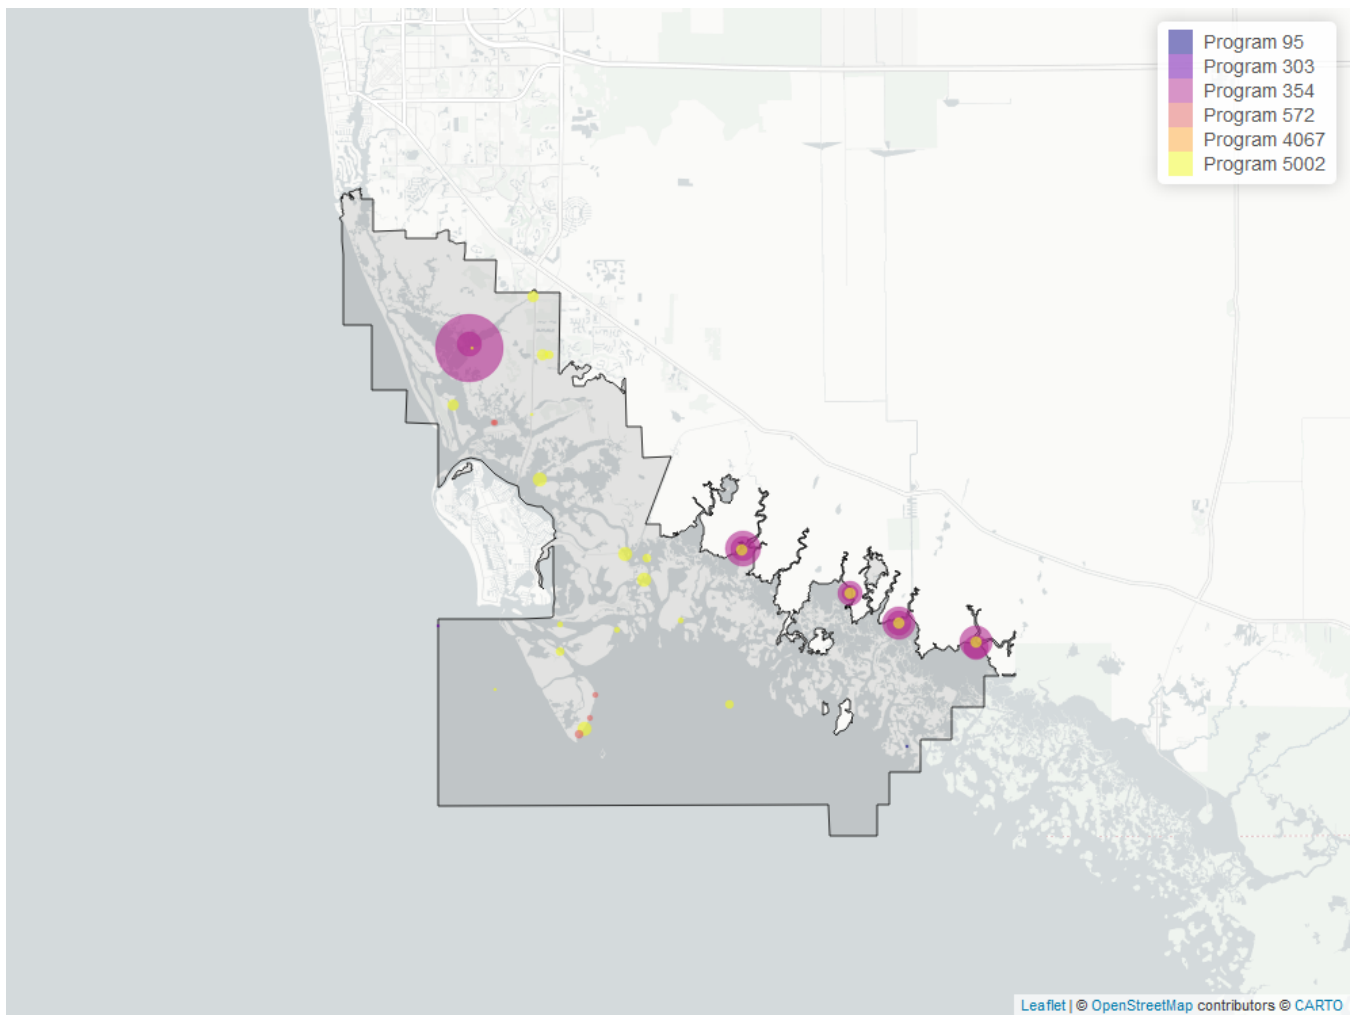 Program 95
Program 303
Program 354
Program 572
Program 4067
Program 5002
Leaflet | © OpenStreetMap contributors © CARTO